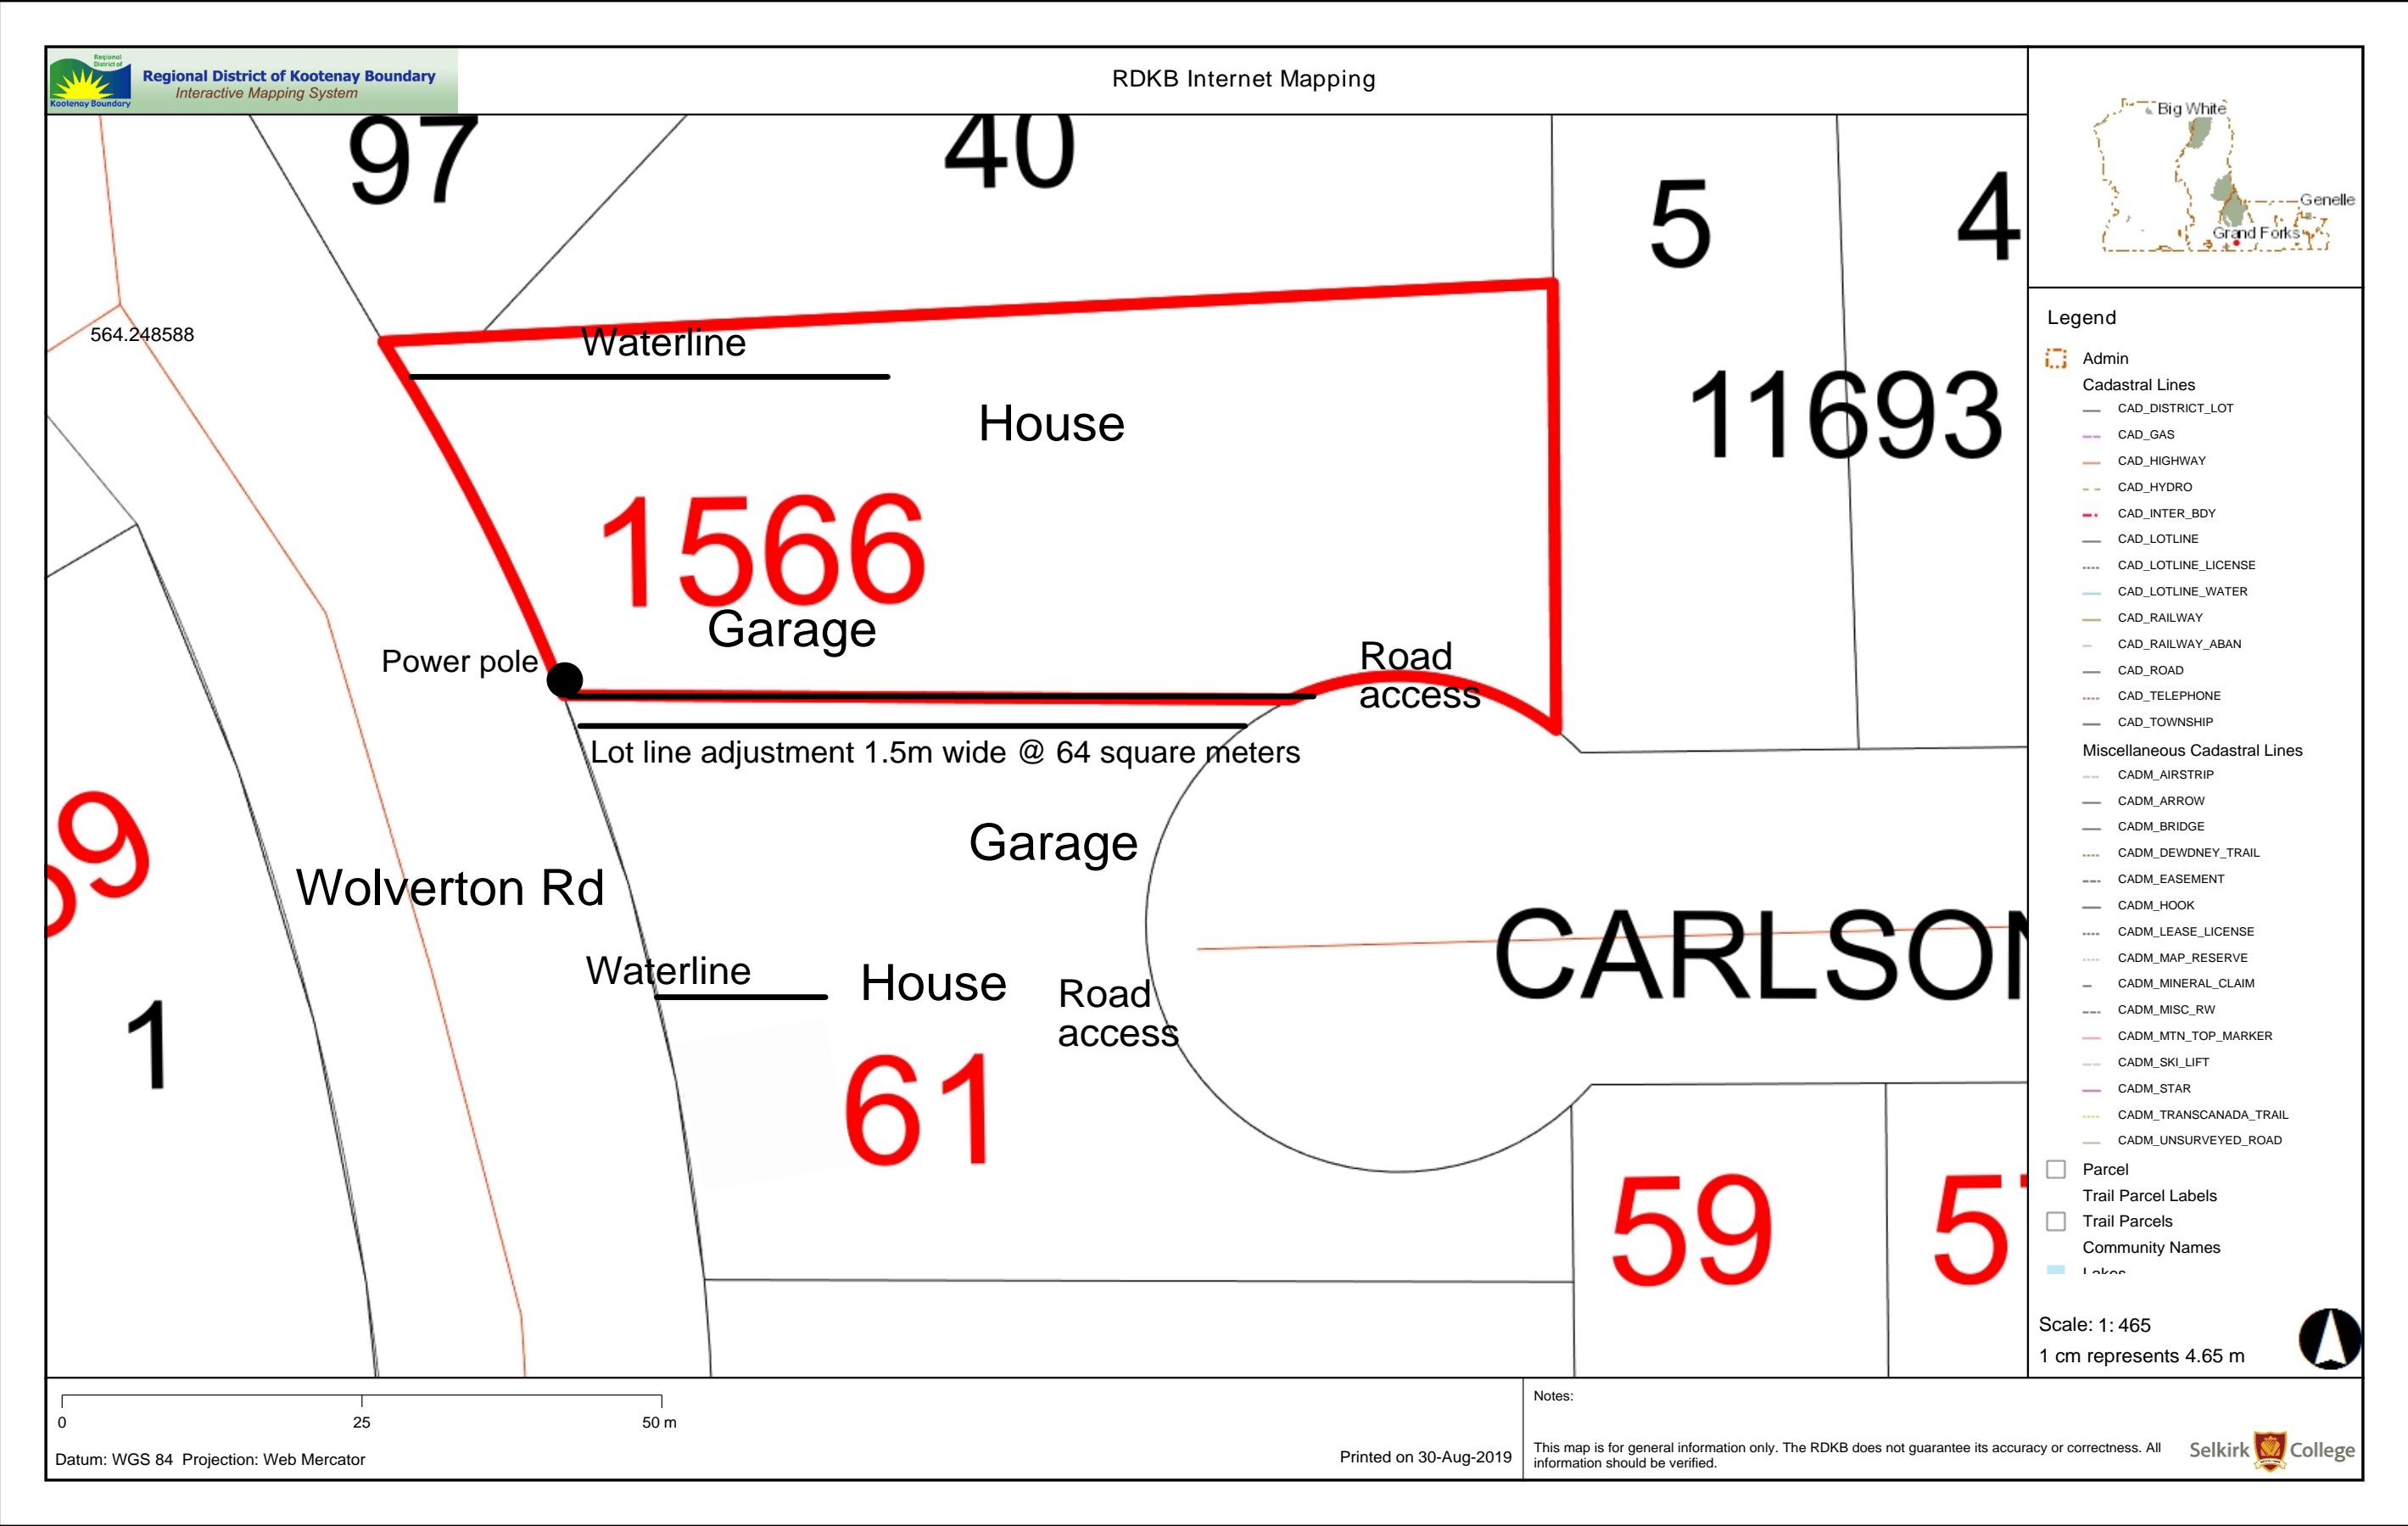 Regional
District of
Kootenay Boundary
Regional District of Kootenay Boundary
Interactive Mapping System
RDKB Internet Mapping
Big White
Genelle
Grand Forks
97
40
5
4
564.248588
Waterline
House
11693
1566
Garage
Power pole
Road
access
Lot line adjustment 1.5m wide @ 64 square meters
Garage
Wolverton Rd
CARLSON
Waterline
House
Road
access
1
61
59
Legend
Admin
Cadastral Lines
CAD_DISTRICT_LOT
CAD_GAS
CAD_HIGHWAY
CAD_HYDRO
CAD_INTER_BDY
CAD_LOTLINE
CAD_LOTLINE_LICENSE
CAD_LOTLINE_WATER
CAD_RAILWAY
CAD_RAILWAY_ABAN
CAD_ROAD
CAD_TELEPHONE
CAD_TOWNSHIP
Miscellaneous Cadastral Lines
CADM_AIRSTRIP
CADM_ARROW
CADM_BRIDGE
CADM_DEWDNEY_TRAIL
CADM_EASEMENT
CADM_HOOK
CADM_LEASE_LICENSE
CADM_MAP_RESERVE
CADM_MINERAL_CLAIM
CADM_MISC_RW
CADM_MTN_TOP_MARKER
CADM_SKI_LIFT
CADM_STAR
CADM_TRANSCANADA_TRAIL
CADM_UNSURVEYED_ROAD
Parcel
Trail Parcel Labels
Trail Parcels
Community Names
Lakes
Scale: 1: 465
1 cm represents 4.65 m
0 25 50 m
Datum: WGS 84 Projection: Web Mercator
Printed on 30-Aug-2019
Notes:
This map is for general information only. The RDKB does not guarantee its accuracy or correctness. All
information should be verified.
Selkirk College